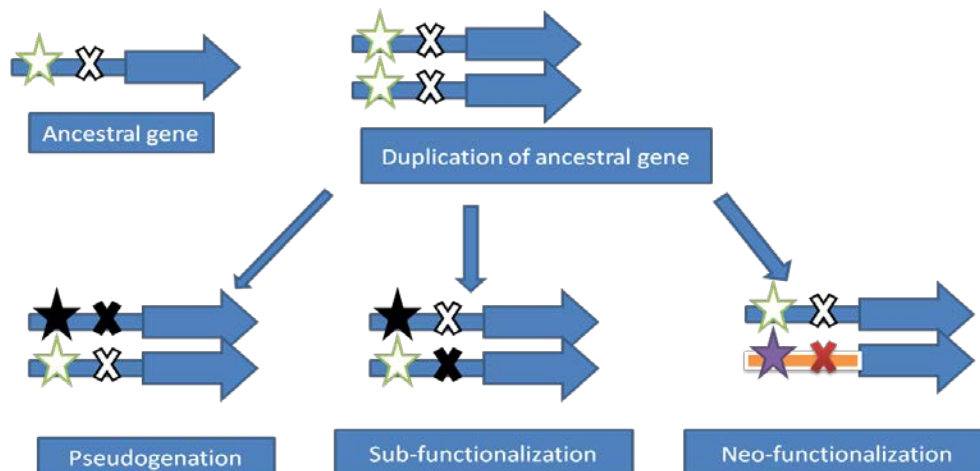 Ancestral gene
Duplication of ancestral gene
Pseudogenation
Sub-functionalization
Neo-functionalization